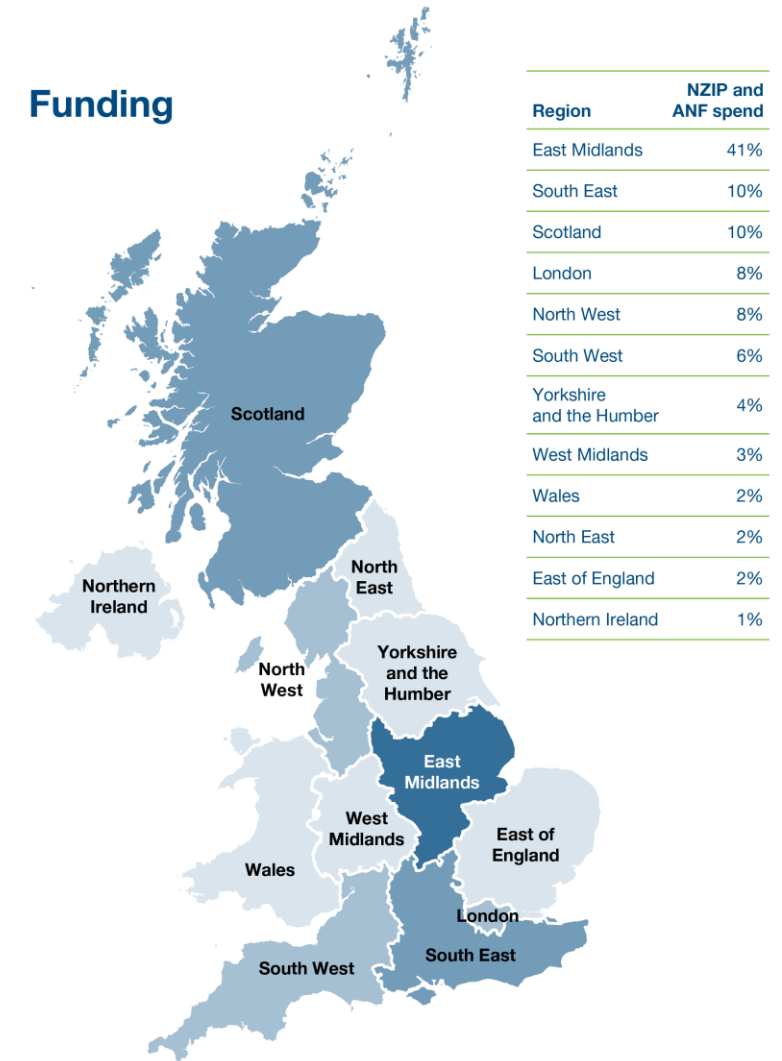 Funding
Region NZIP and ANF spend
East Midlands 41%
South East 10%
Scotland 10%
London 8%
North West 8%
South West 6%
Yorkshire
and the Humber 4%
West Midlands 3%
Wales 2%
North East 2%
East of England 2%
Northern Ireland 1%
Scotland
North
East
Northern
Ireland
Yorkshire
and the
Humber
North
West
East
Midlands
West
Midlands
East of
England
Wales
London
South East
South West